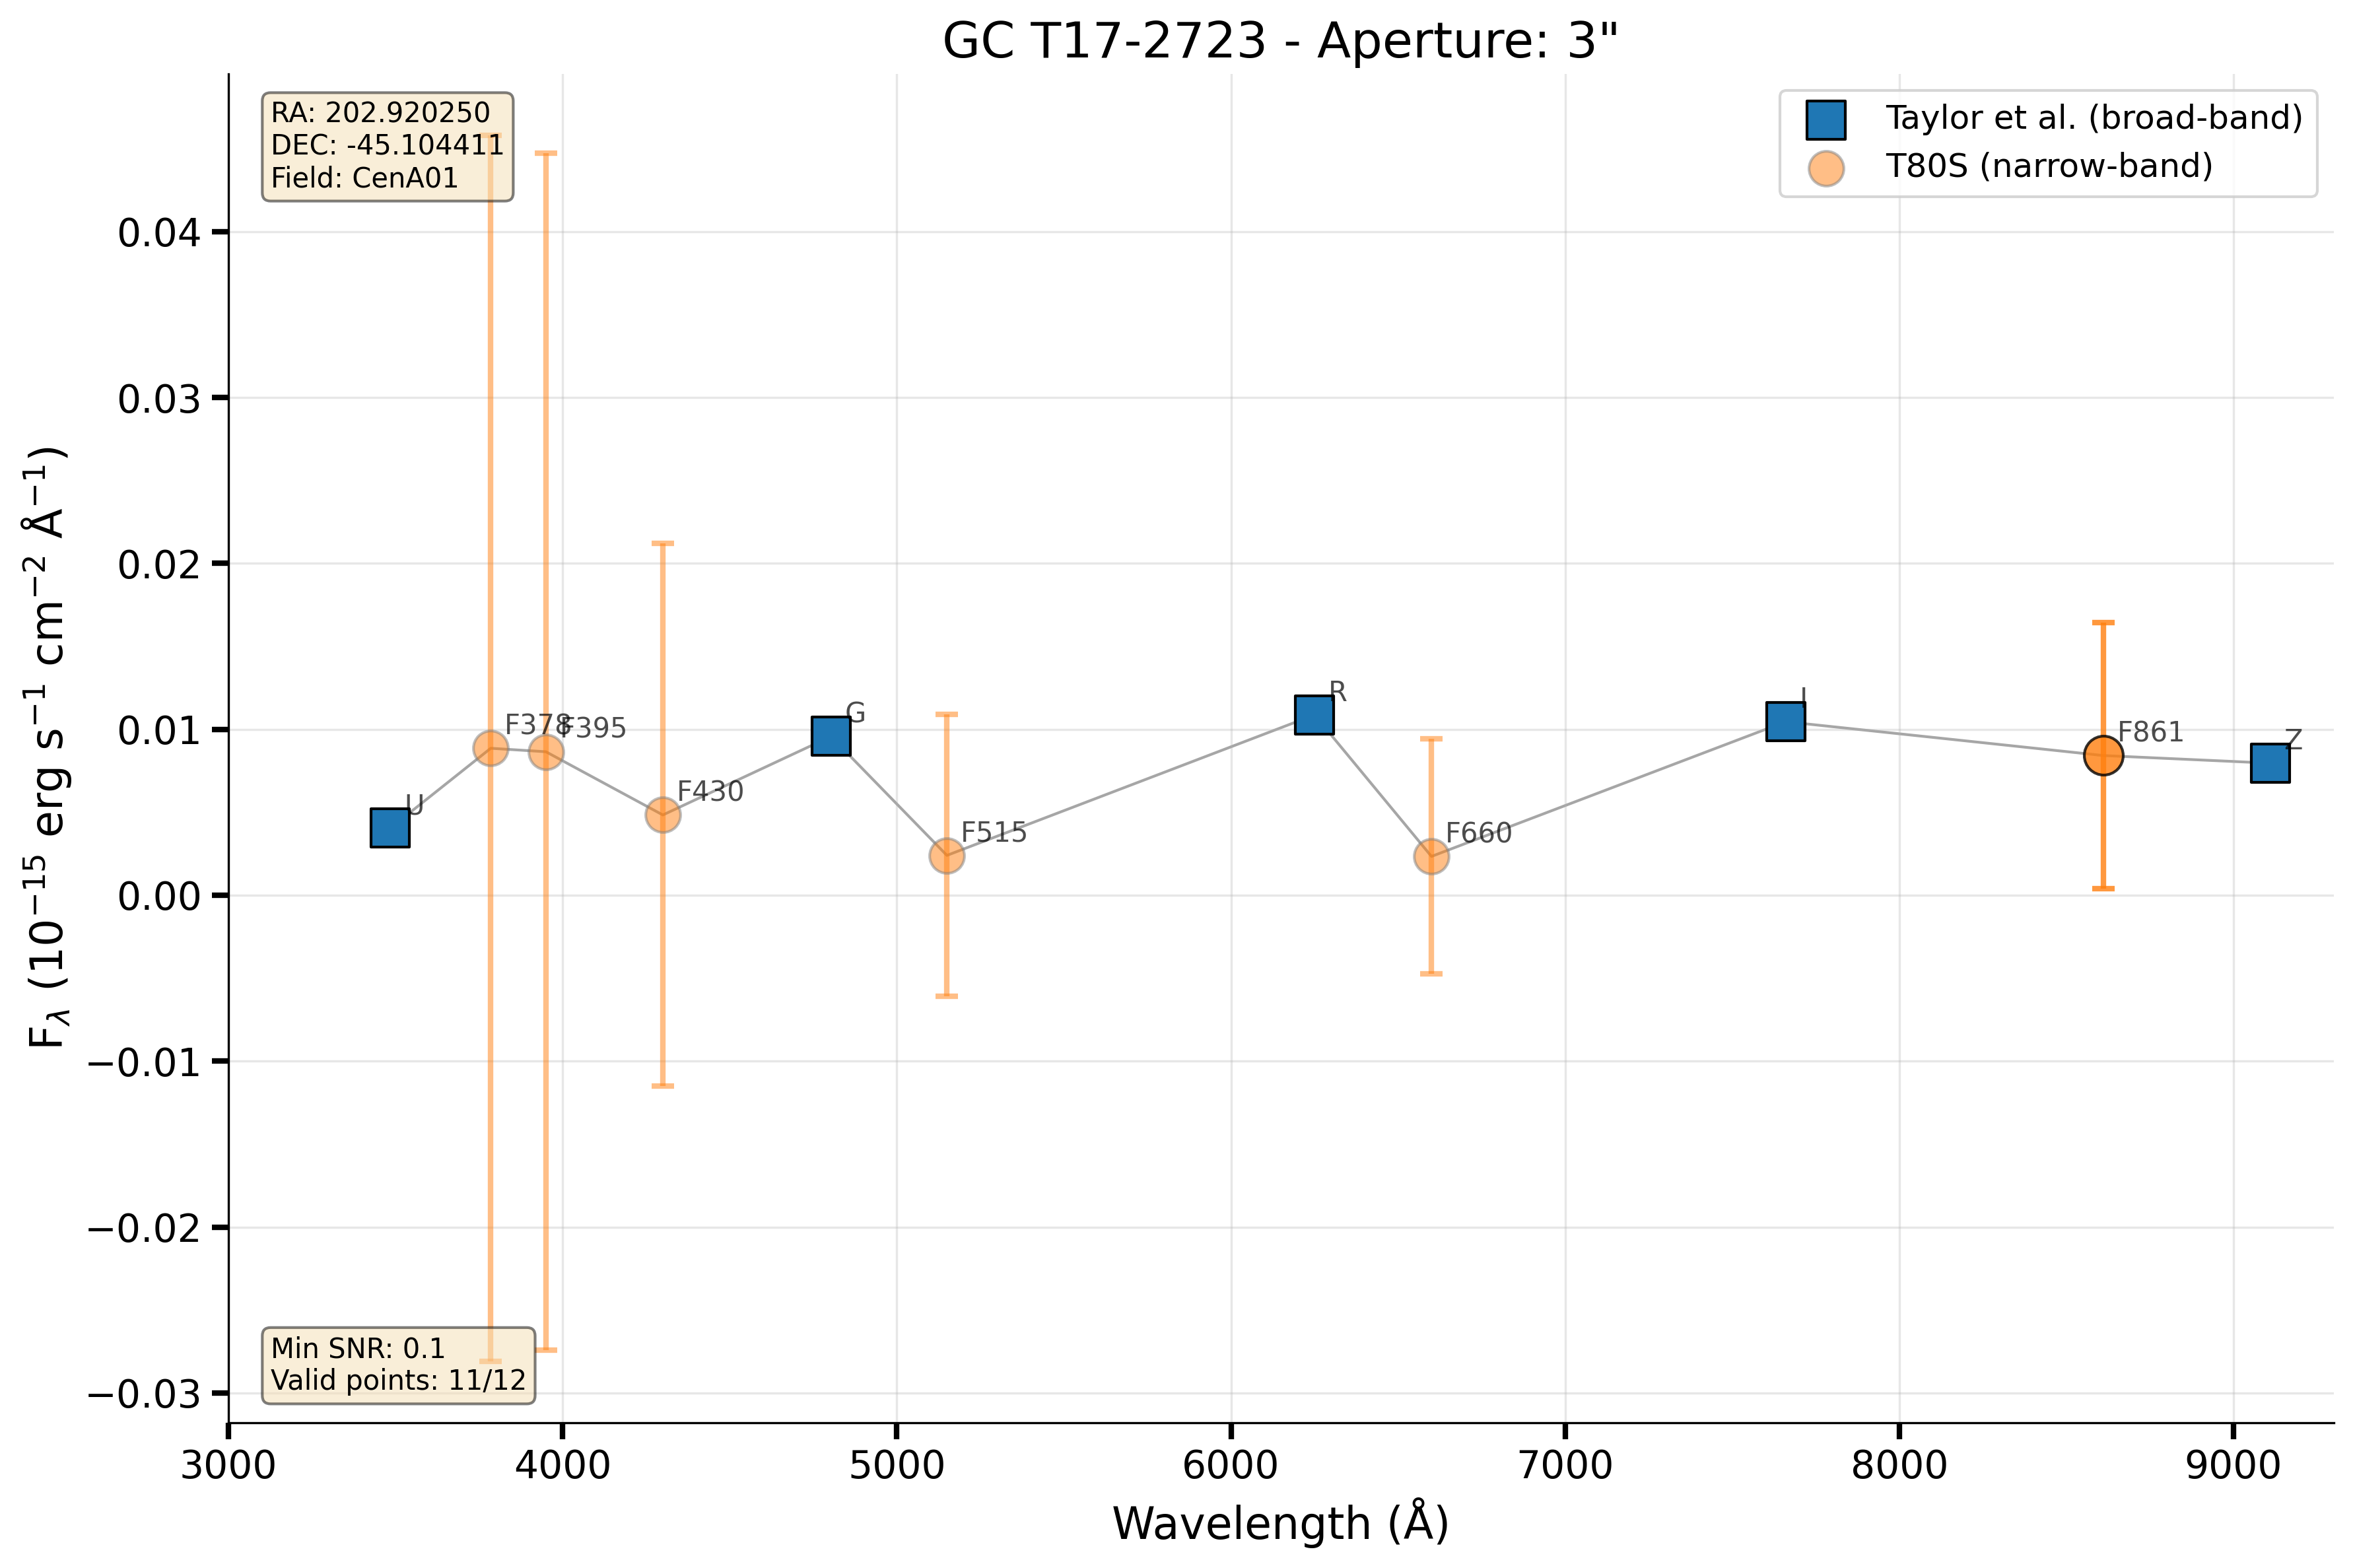 GC T17-2723 - Aperture: 3"
RA: 202.920250
DEC: -45.104411
Field: CenA01
Taylor et al. (broad-band)
T80S (narrow-band)
0.04
0.03
0.02
0.01
0.00
−0.01
−0.02
−0.03
F_λ (10⁻¹⁵ erg s⁻¹ cm⁻² Å⁻¹)
U
F378
F395
F430
G
F515
R
F660
I
F861
Z
Min SNR: 0.1
Valid points: 11/12
3000 4000 5000 6000 7000 8000 9000
Wavelength (Å)